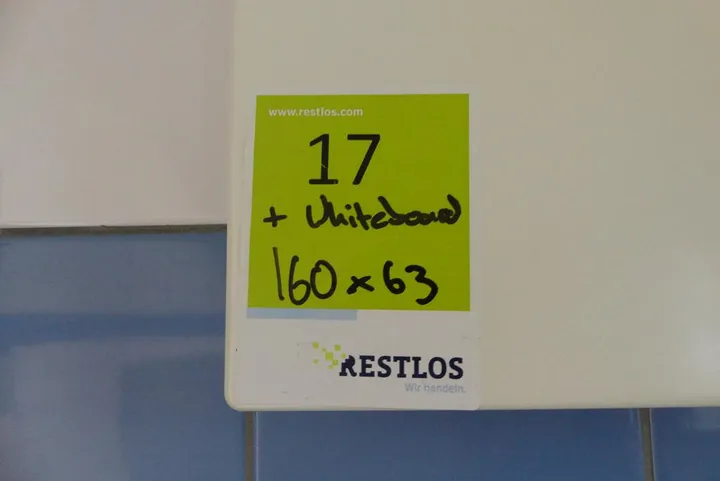 www.restlos.com
17
+ Whiteboard
160 x 63
RESTLOS
Wir handeln.